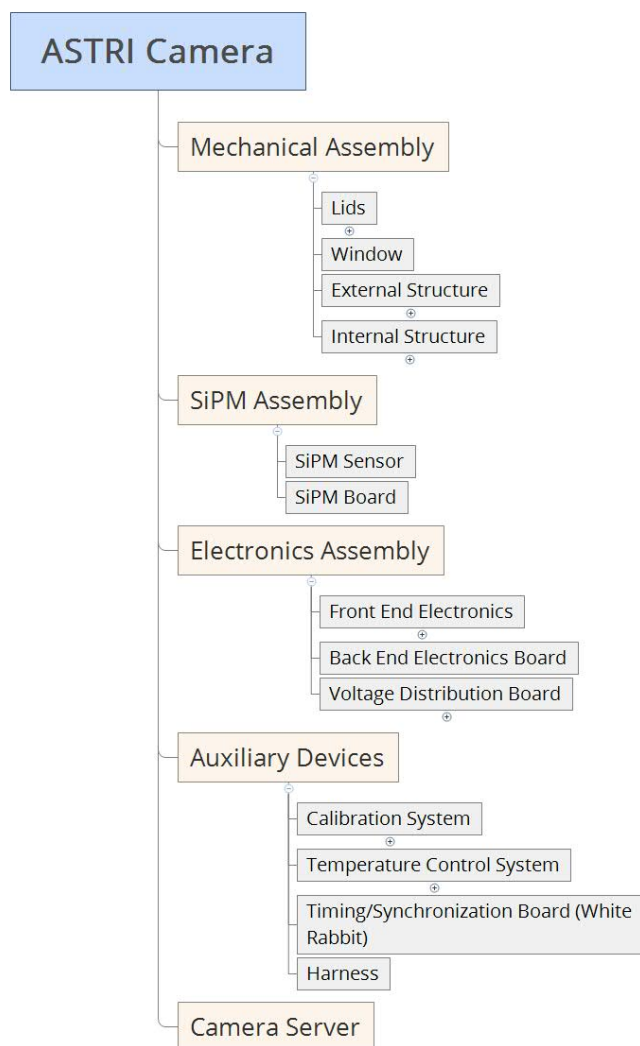 ASTRI Camera
Mechanical Assembly
Lids
Window
External Structure
Internal Structure
SiPM Assembly
SiPM Sensor
SiPM Board
Electronics Assembly
Front End Electronics
Back End Electronics Board
Voltage Distribution Board
Auxiliary Devices
Calibration System
Temperature Control System
Timing/Synchronization Board (White
Rabbit)
Harness
Camera Server